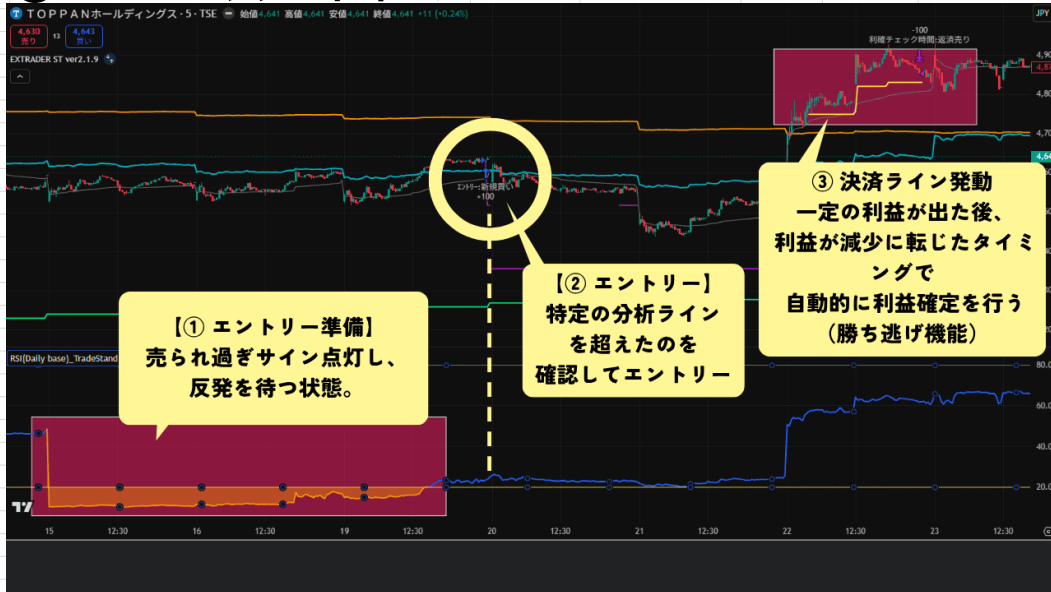 TOPPANホールディングス・5・TSE 始値4,641 高値4,641 安値4,641 終値4,641 +11 (+0.24%)
JPY
4,630
売り
13
4,643
買い
EXTRADER ST ver2.1.9
-100
利確チェック時間:返済売り
エントリー:新規買い
+100
③ 決済ライン発動
一定の利益が出た後、
利益が減少に転じたタイミ
ングで
自動的に利益確定を行う
（勝ち逃げ機能）
【② エントリー】
特定の分析ライン
を超えたのを
確認してエントリー
【① エントリー準備】
売られ過ぎサイン点灯し、
反発を待つ状態。
RSI(Daily base)_TradeStand
80.0
60.0
40.0
20.0
15 12:30 16 12:30 19 12:30 20 12:30 21 12:30 22 12:30 23 12:30